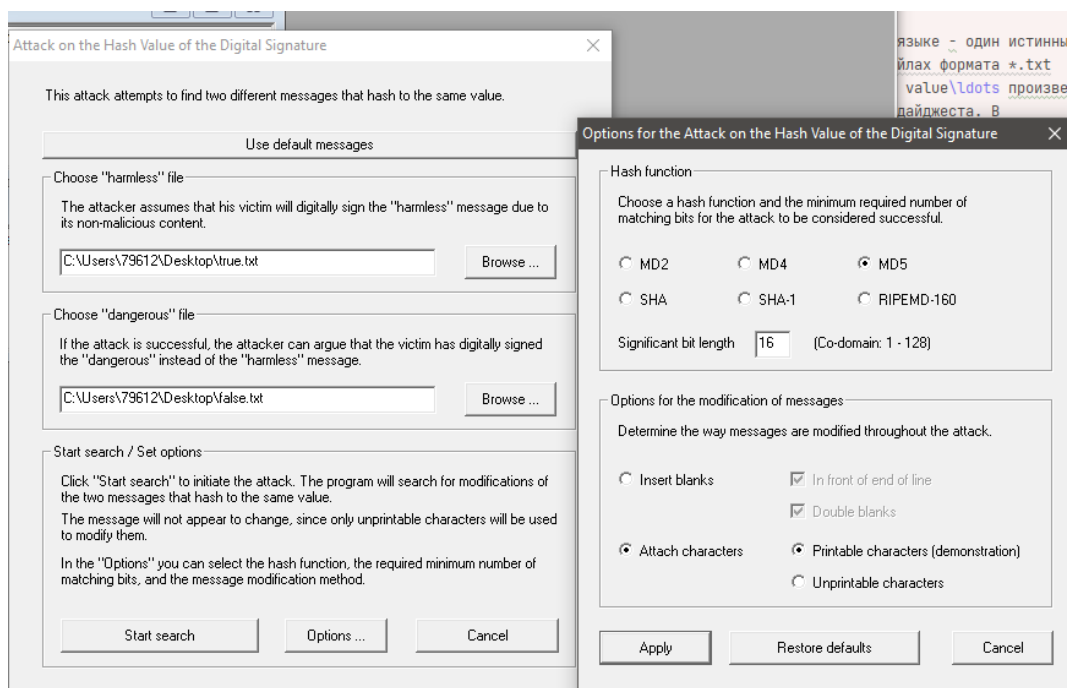 языке - один истинны
йлах формата *.txt
value\ldots произве
дайджеста. В
Attack on the Hash Value of the Digital Signature
This attack attempts to find two different messages that hash to the same value.
Use default messages
Choose "harmless" file
The attacker assumes that his victim will digitally sign the "harmless" message due to
its non-malicious content.
C:\Users\79612\Desktop\true.txt
Browse ...
Choose "dangerous" file
If the attack is successful, the attacker can argue that the victim has digitally signed
the "dangerous" instead of the "harmless" message.
C:\Users\79612\Desktop\false.txt
Browse ...
Start search / Set options
Click "Start search" to initiate the attack. The program will search for modifications of
the two messages that hash to the same value.
The message will not appear to change, since only unprintable characters will be used
to modify them.
In the "Options" you can select the hash function, the required minimum number of
matching bits, and the message modification method.
Start search
Options ...
Cancel
Options for the Attack on the Hash Value of the Digital Signature
Hash function
Choose a hash function and the minimum required number of
matching bits for the attack to be considered successful.
MD2 MD4 MD5
SHA SHA-1 RIPEMD-160
Significant bit length 16 (Co-domain: 1 - 128)
Options for the modification of messages
Determine the way messages are modified throughout the attack.
Insert blanks In front of end of line
Double blanks
Attach characters Printable characters (demonstration)
Unprintable characters
Apply
Restore defaults
Cancel